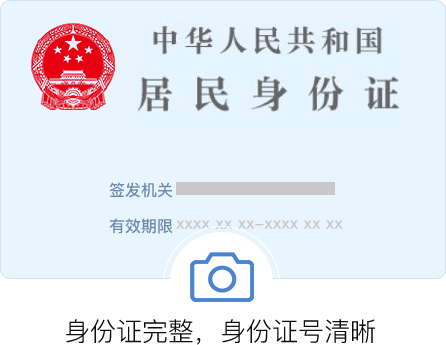 中华人民共和国
居民身份证
签发机关
有效期限 xxxx xx xx—xxxx xx xx
身份证完整，身份证号清晰